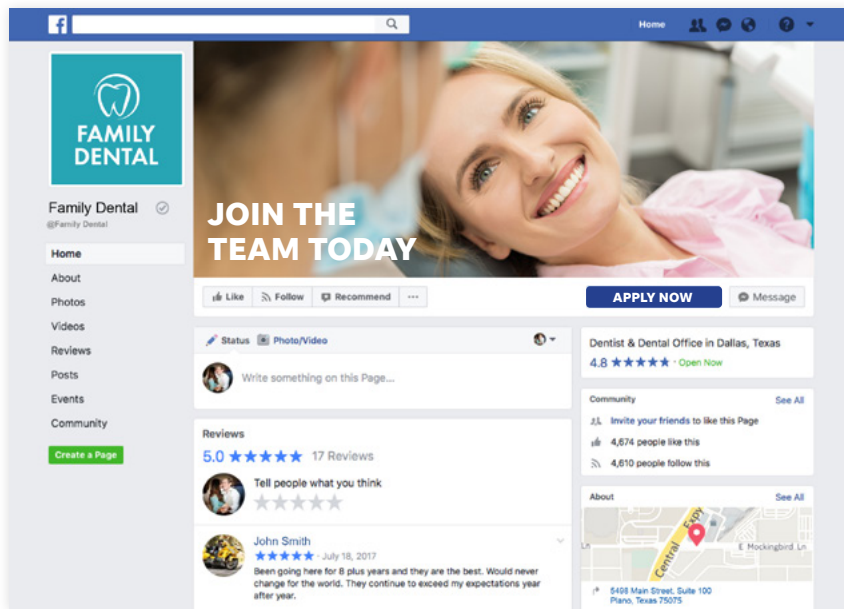 f
Home
FAMILY
DENTAL
Family Dental
@Family Dental
Home
About
Photos
Videos
Reviews
Posts
Events
Community
Create a Page
JOIN THE
TEAM TODAY
Like
Follow
Recommend
APPLY NOW
Message
Status
Photo/Video
Write something on this Page...
Reviews
5.0 ★★★★★ 17 Reviews
Tell people what you think
John Smith
★★★★★ · July 18, 2017
Been going here for 8 plus years and they are the best. Would never
change for the world. They continue to exceed my expectations year
after year.
Dentist & Dental Office in Dallas, Texas
4.8 ★★★★★ · Open Now
Community See All
Invite your friends to like this Page
4,674 people like this
4,610 people follow this
About See All
Central Expy
E Mockingbird Ln
Ln
5498 Main Street, Suite 100
Plano, Texas 75075